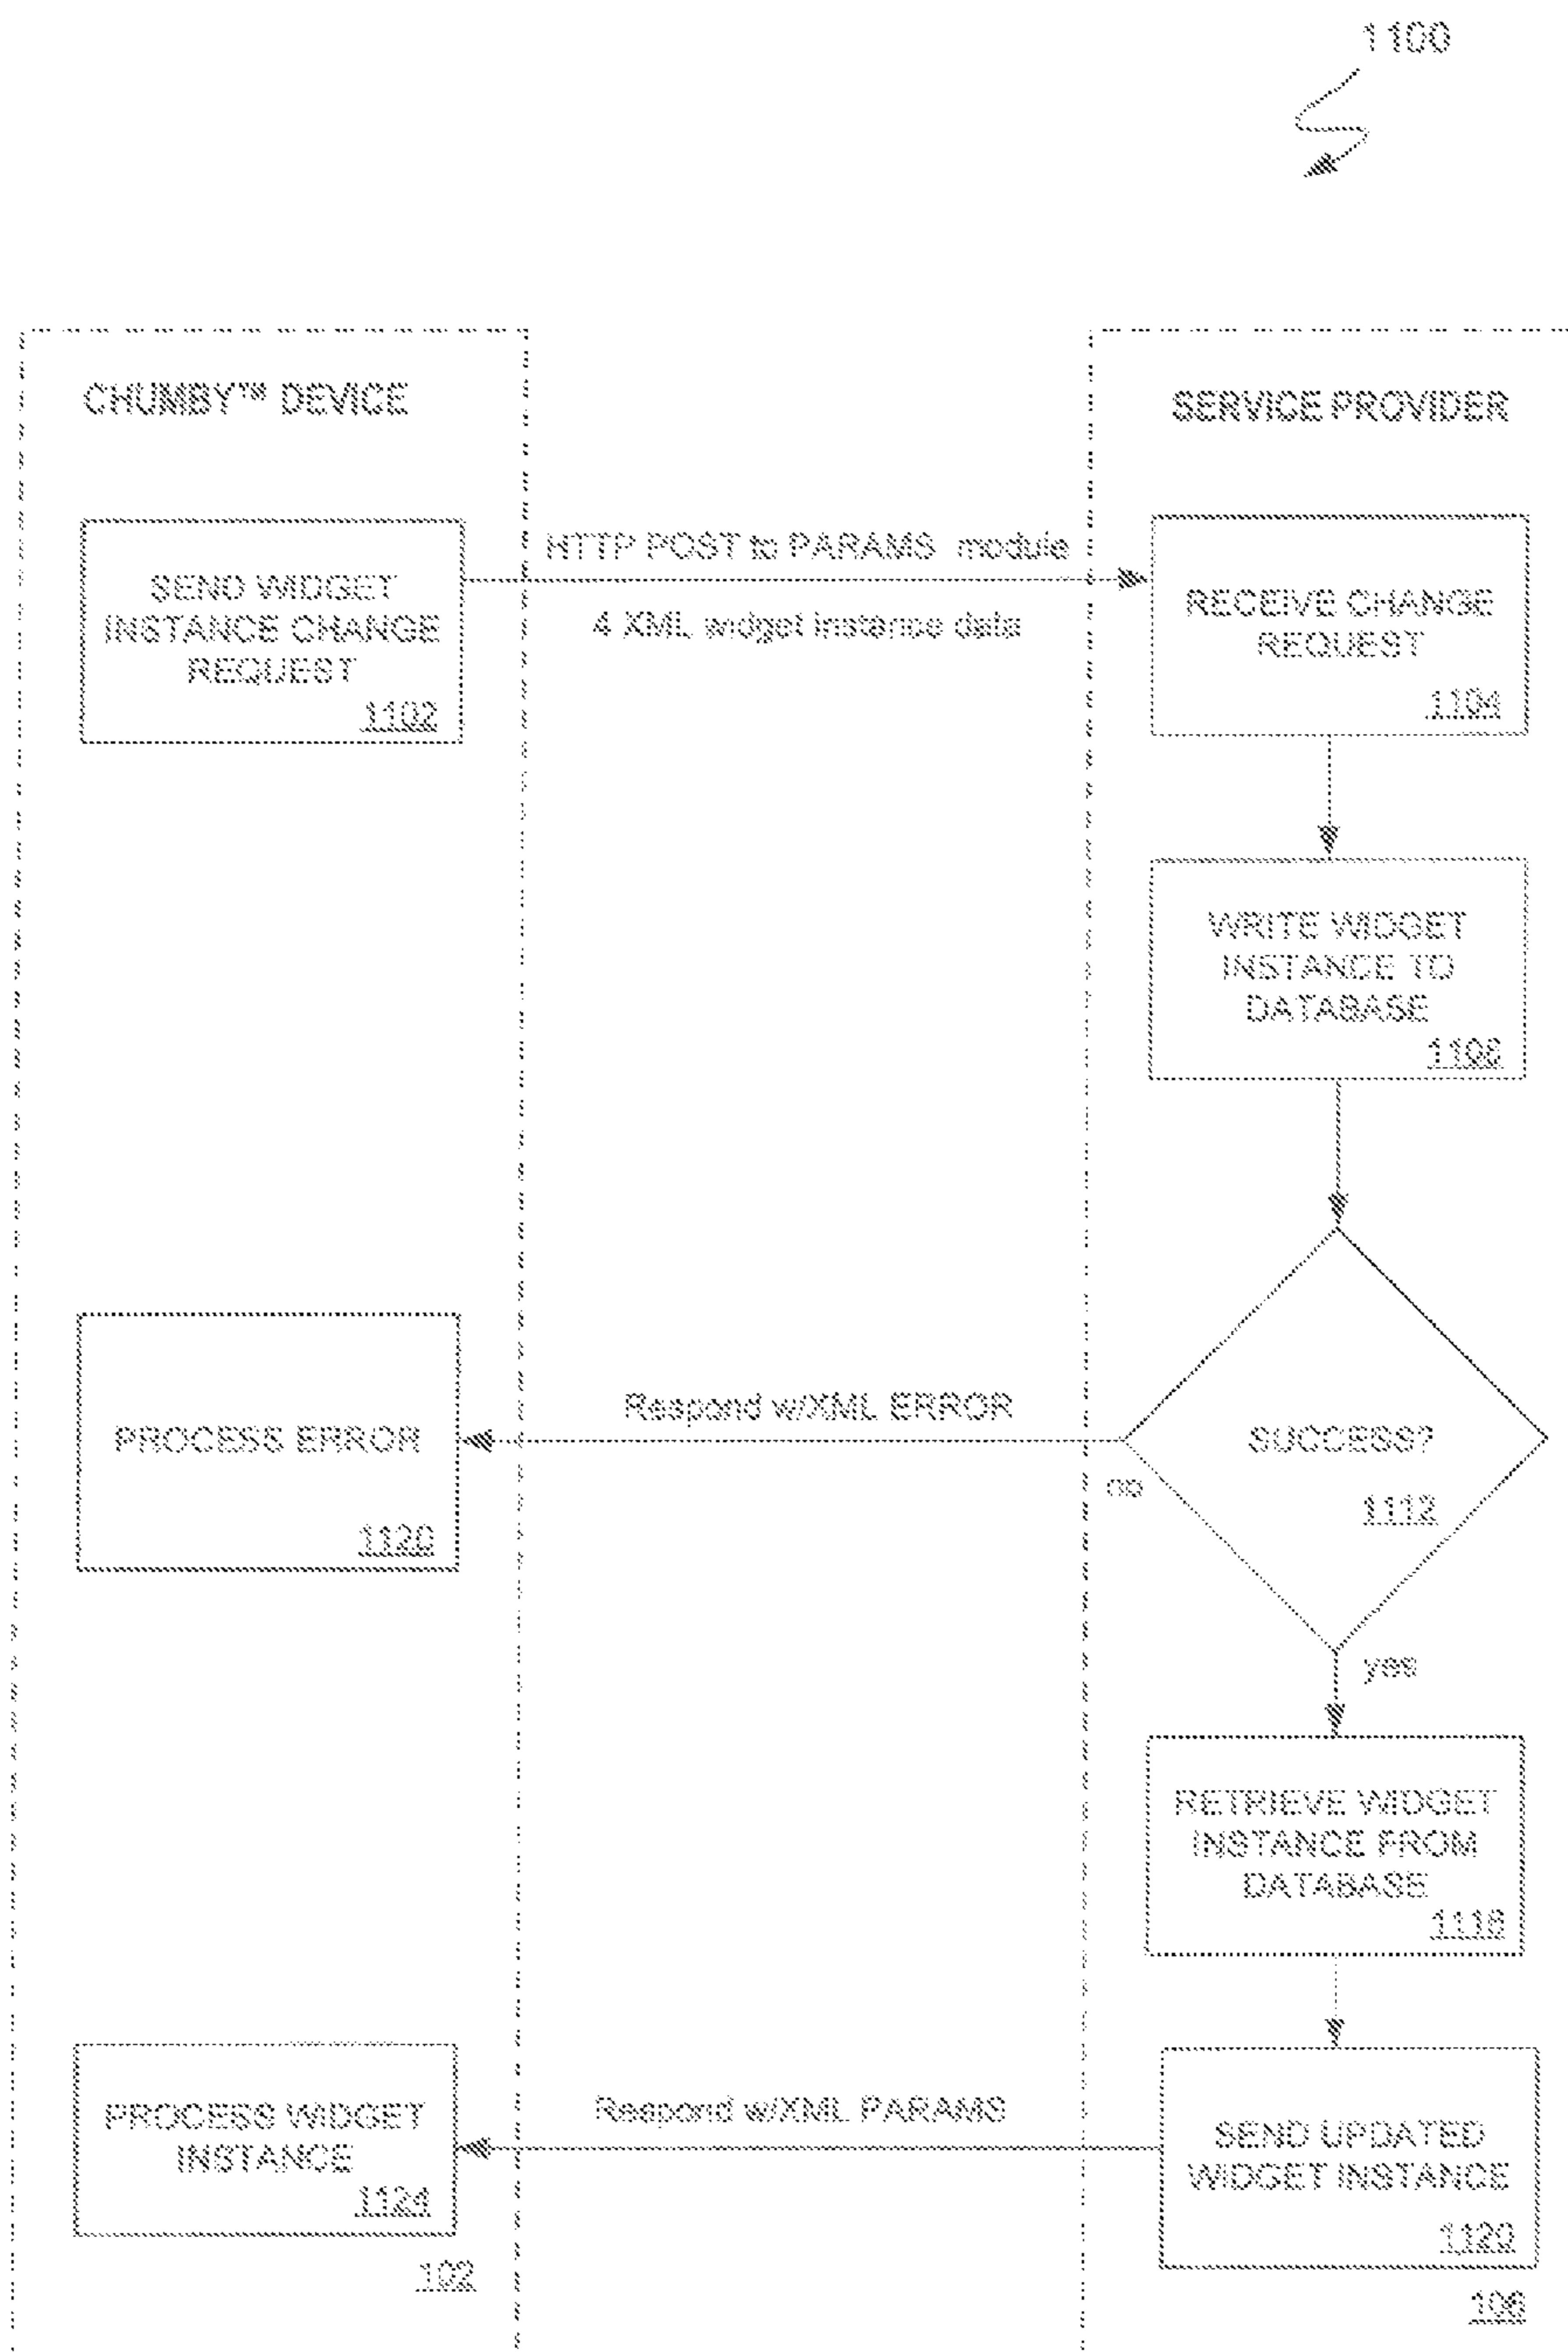 1100
CHUMBY™ DEVICE
SERVICE PROVIDER
SEND WIDGET
INSTANCE CHANGE
REQUEST
1102
HTTP POST to PARAMS module
4 XML widget instance data
RECEIVE CHANGE
REQUEST
1104
WRITE WIDGET
INSTANCE TO
DATABASE
1108
SUCCESS?
1112
no
yes
Respond w/XML ERROR
PROCESS ERROR
1120
RETRIEVE WIDGET
INSTANCE FROM
DATABASE
1116
SEND UPDATED
WIDGET INSTANCE
1120
Respond w/XML PARAMS
PROCESS WIDGET
INSTANCE
1124
102
106